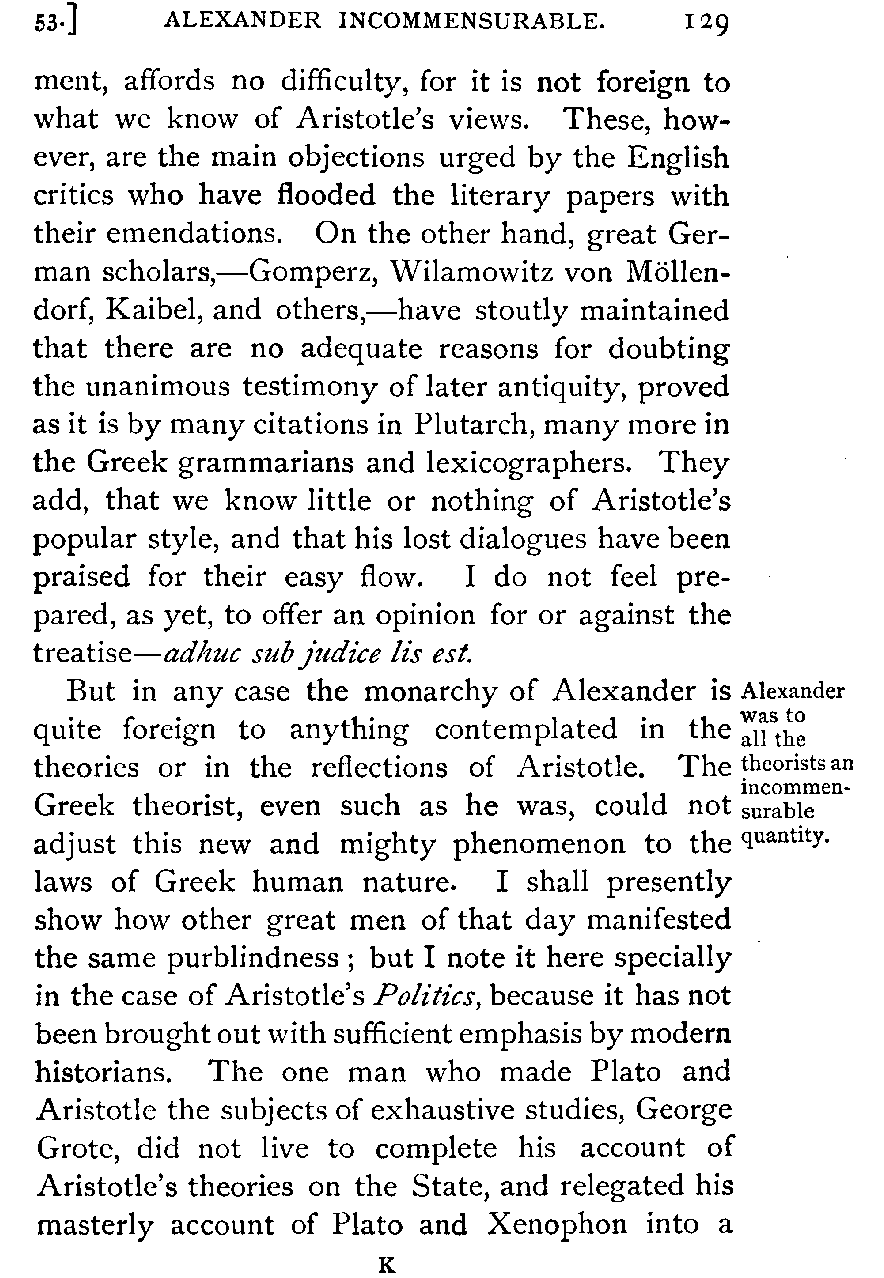 53.] ALEXANDER INCOMMENSURABLE. 129
ment, affords no difficulty, for it is not foreign to
what we know of Aristotle's views. These, how-
ever, are the main objections urged by the English
critics who have flooded the literary papers with
their emendations. On the other hand, great Ger-
man scholars,—Gomperz, Wilamowitz von Möllen-
dorf, Kaibel, and others,—have stoutly maintained
that there are no adequate reasons for doubting
the unanimous testimony of later antiquity, proved
as it is by many citations in Plutarch, many more in
the Greek grammarians and lexicographers. They
add, that we know little or nothing of Aristotle's
popular style, and that his lost dialogues have been
praised for their easy flow. I do not feel pre-
pared, as yet, to offer an opinion for or against the
treatise—adhuc sub judice lis est.
But in any case the monarchy of Alexander is
quite foreign to anything contemplated in the
theories or in the reflections of Aristotle. The
Greek theorist, even such as he was, could not
adjust this new and mighty phenomenon to the
laws of Greek human nature. I shall presently
show how other great men of that day manifested
the same purblindness ; but I note it here specially
in the case of Aristotle's Politics, because it has not
been brought out with sufficient emphasis by modern
historians. The one man who made Plato and
Aristotle the subjects of exhaustive studies, George
Grote, did not live to complete his account of
Aristotle's theories on the State, and relegated his
masterly account of Plato and Xenophon into a
K
Alexander
was to
all the
theorists an
incommen-
surable
quantity.